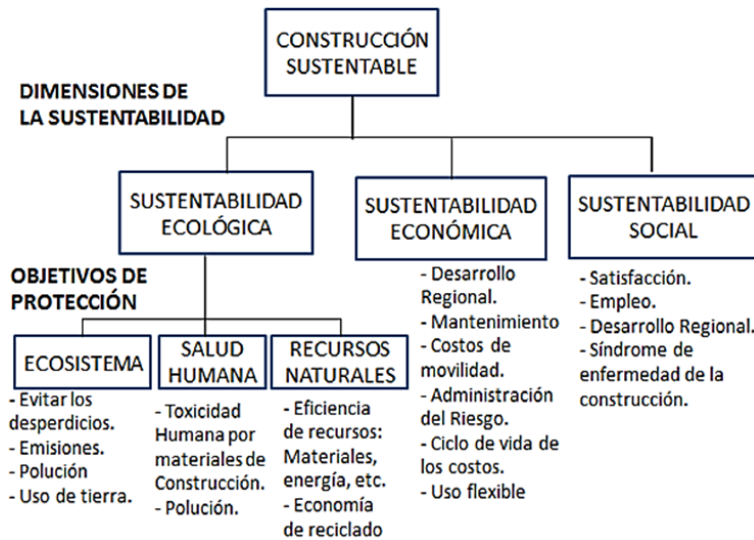 CONSTRUCCIÓN
SUSTENTABLE
DIMENSIONES DE
LA SUSTENTABILIDAD
SUSTENTABILIDAD
ECOLÓGICA
SUSTENTABILIDAD
ECONÓMICA
SUSTENTABILIDAD
SOCIAL
OBJETIVOS DE
PROTECCIÓN
ECOSISTEMA
- Evitar los
desperdicios.
- Emisiones.
- Polución
- Uso de tierra.
SALUD
HUMANA
- Toxicidad
Humana por
materiales de
Construcción.
- Polución.
RECURSOS
NATURALES
- Eficiencia
de recursos:
Materiales,
energía, etc.
- Economía
de reciclado
- Desarrollo
Regional.
- Mantenimiento
- Costos de
movilidad.
- Administración
del Riesgo.
- Ciclo de vida de
los costos.
- Uso flexible
- Satisfacción.
- Empleo.
- Desarrollo Regional.
- Síndrome de
enfermedad de la
construcción.